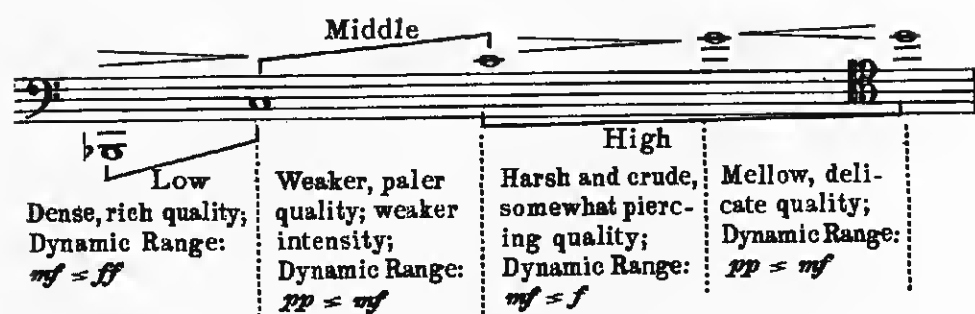 Middle
High
Low
Dense, rich quality;
Dynamic Range:
mf = ff
Weaker, paler
quality; weaker
intensity;
Dynamic Range:
pp = mf
Harsh and crude,
somewhat pierc-
ing quality;
Dynamic Range:
mf = f
Mellow, deli-
cate quality;
Dynamic Range:
pp = mf